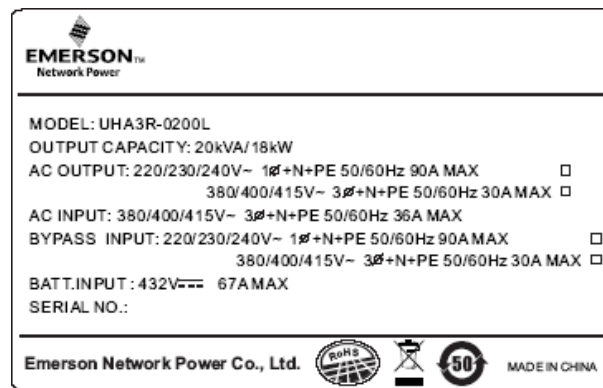 EMERSON™
Network Power
MODEL: UHA3R-0200L
OUTPUT CAPACITY: 20kVA/18kW
AC OUTPUT: 220/230/240V~ 1ø+N+PE 50/60Hz 90A MAX □
380/400/415V~ 3ø+N+PE 50/60Hz 30A MAX □
AC INPUT: 380/400/415V~ 3ø+N+PE 50/60Hz 36A MAX
BYPASS INPUT: 220/230/240V~ 1ø+N+PE 50/60Hz 90A MAX □
380/400/415V~ 3ø+N+PE 50/60Hz 30A MAX □
BATT.INPUT: 432V⎓ 67A MAX
SERIAL NO.:
Emerson Network Power Co., Ltd. RoHS 50 MADE IN CHINA